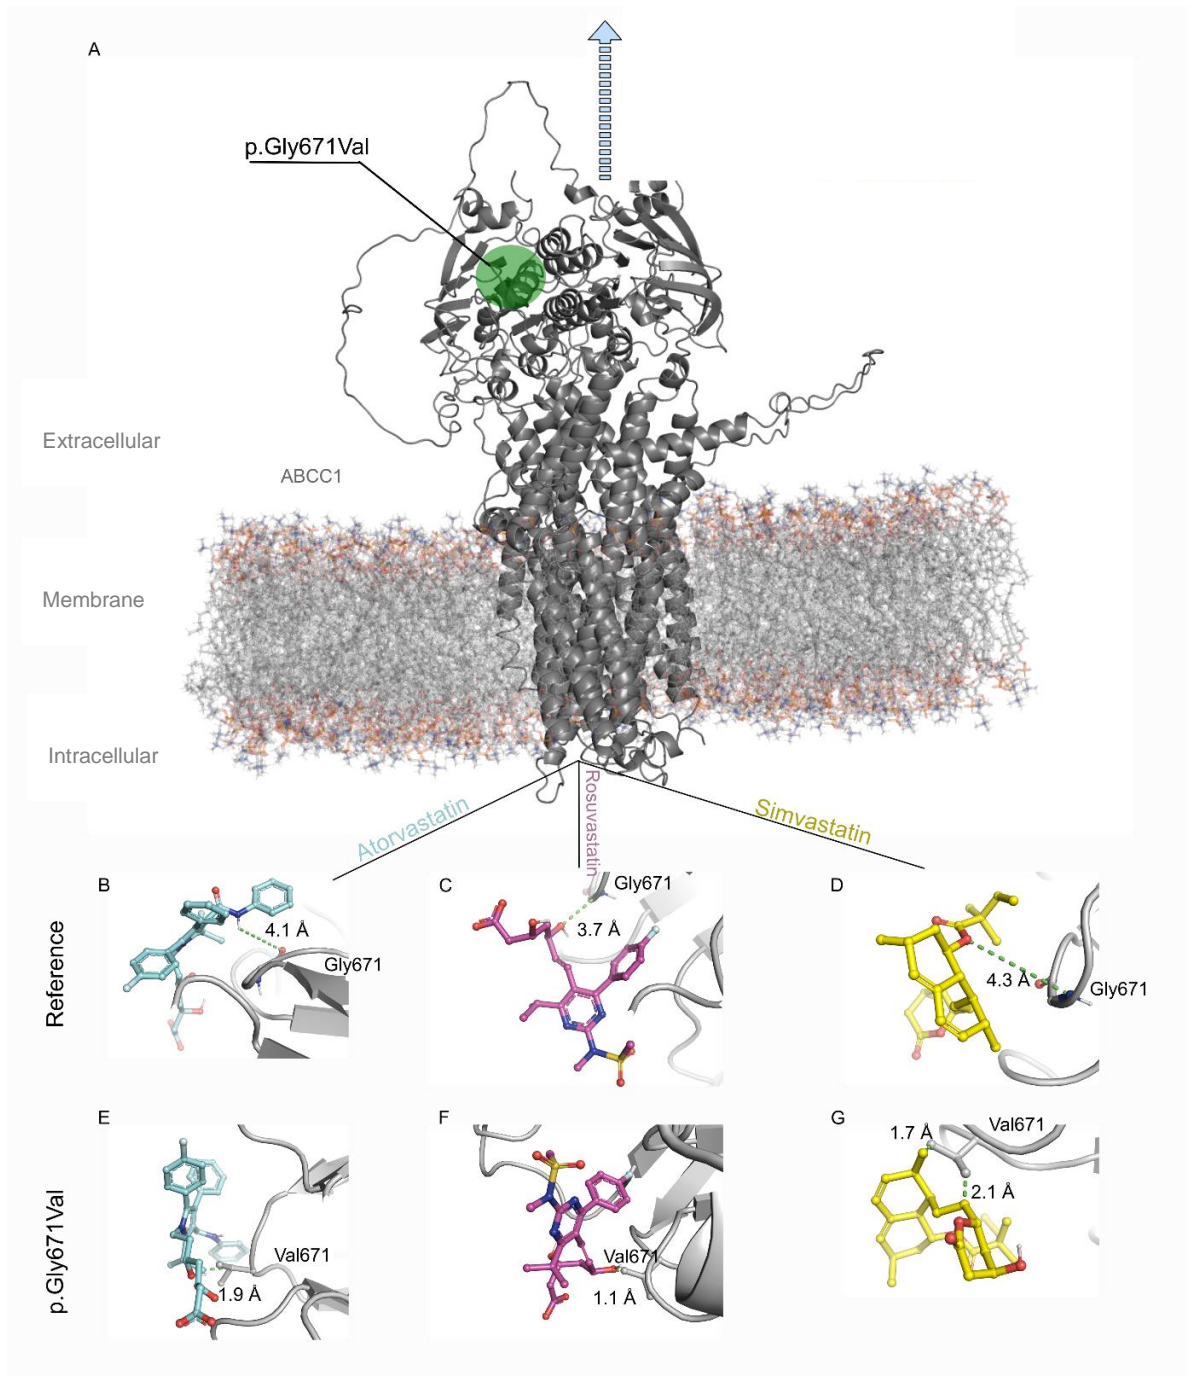 A
p.Gly671Val
Extracellular
ABCC1
Membrane
Intracellular
Atorvastatin
Rosuvastatin
Simvastatin
Reference
B
4.1 Å
Gly671
C
Gly671
3.7 Å
D
4.3 Å
Gly671
p.Gly671Val
E
Val671
1.9 Å
F
Val671
1.1 Å
G
Val671
1.7 Å
2.1 Å